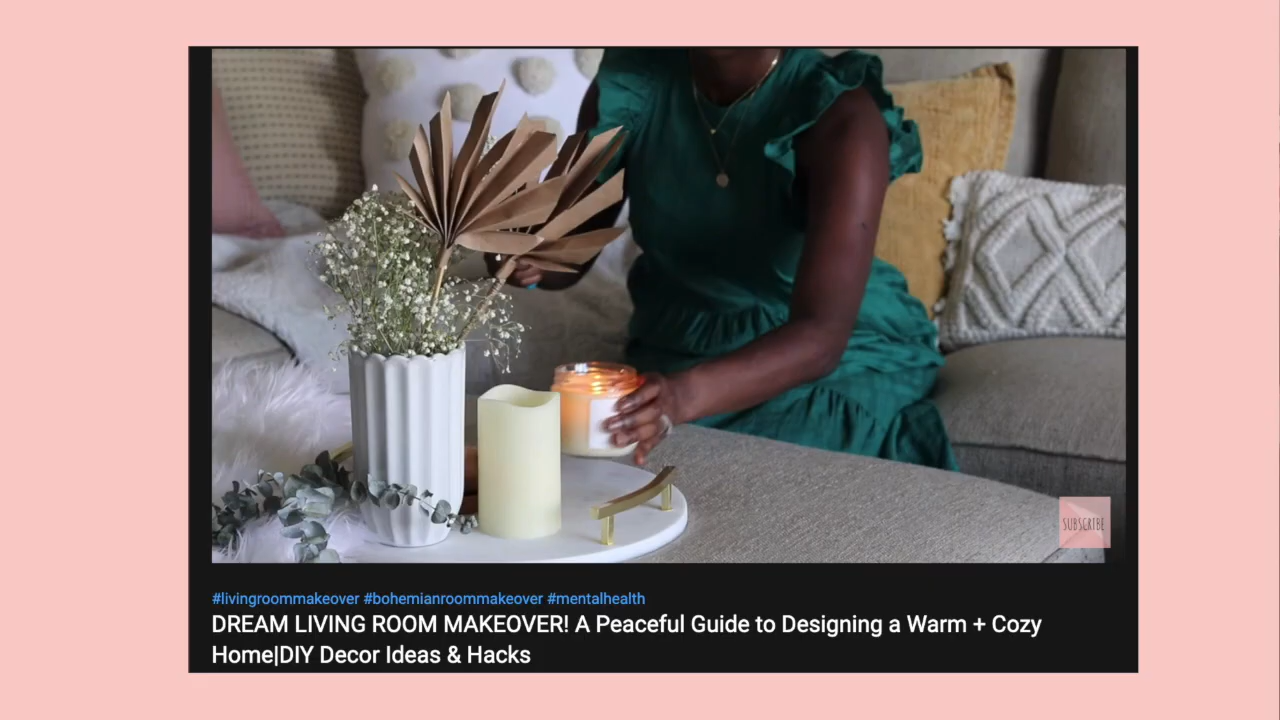 SUBSCRIBE
#livingroommakeover #bohemianroommakeover #mentalhealth
DREAM LIVING ROOM MAKEOVER! A Peaceful Guide to Designing a Warm + Cozy
Home|DIY Decor Ideas & Hacks